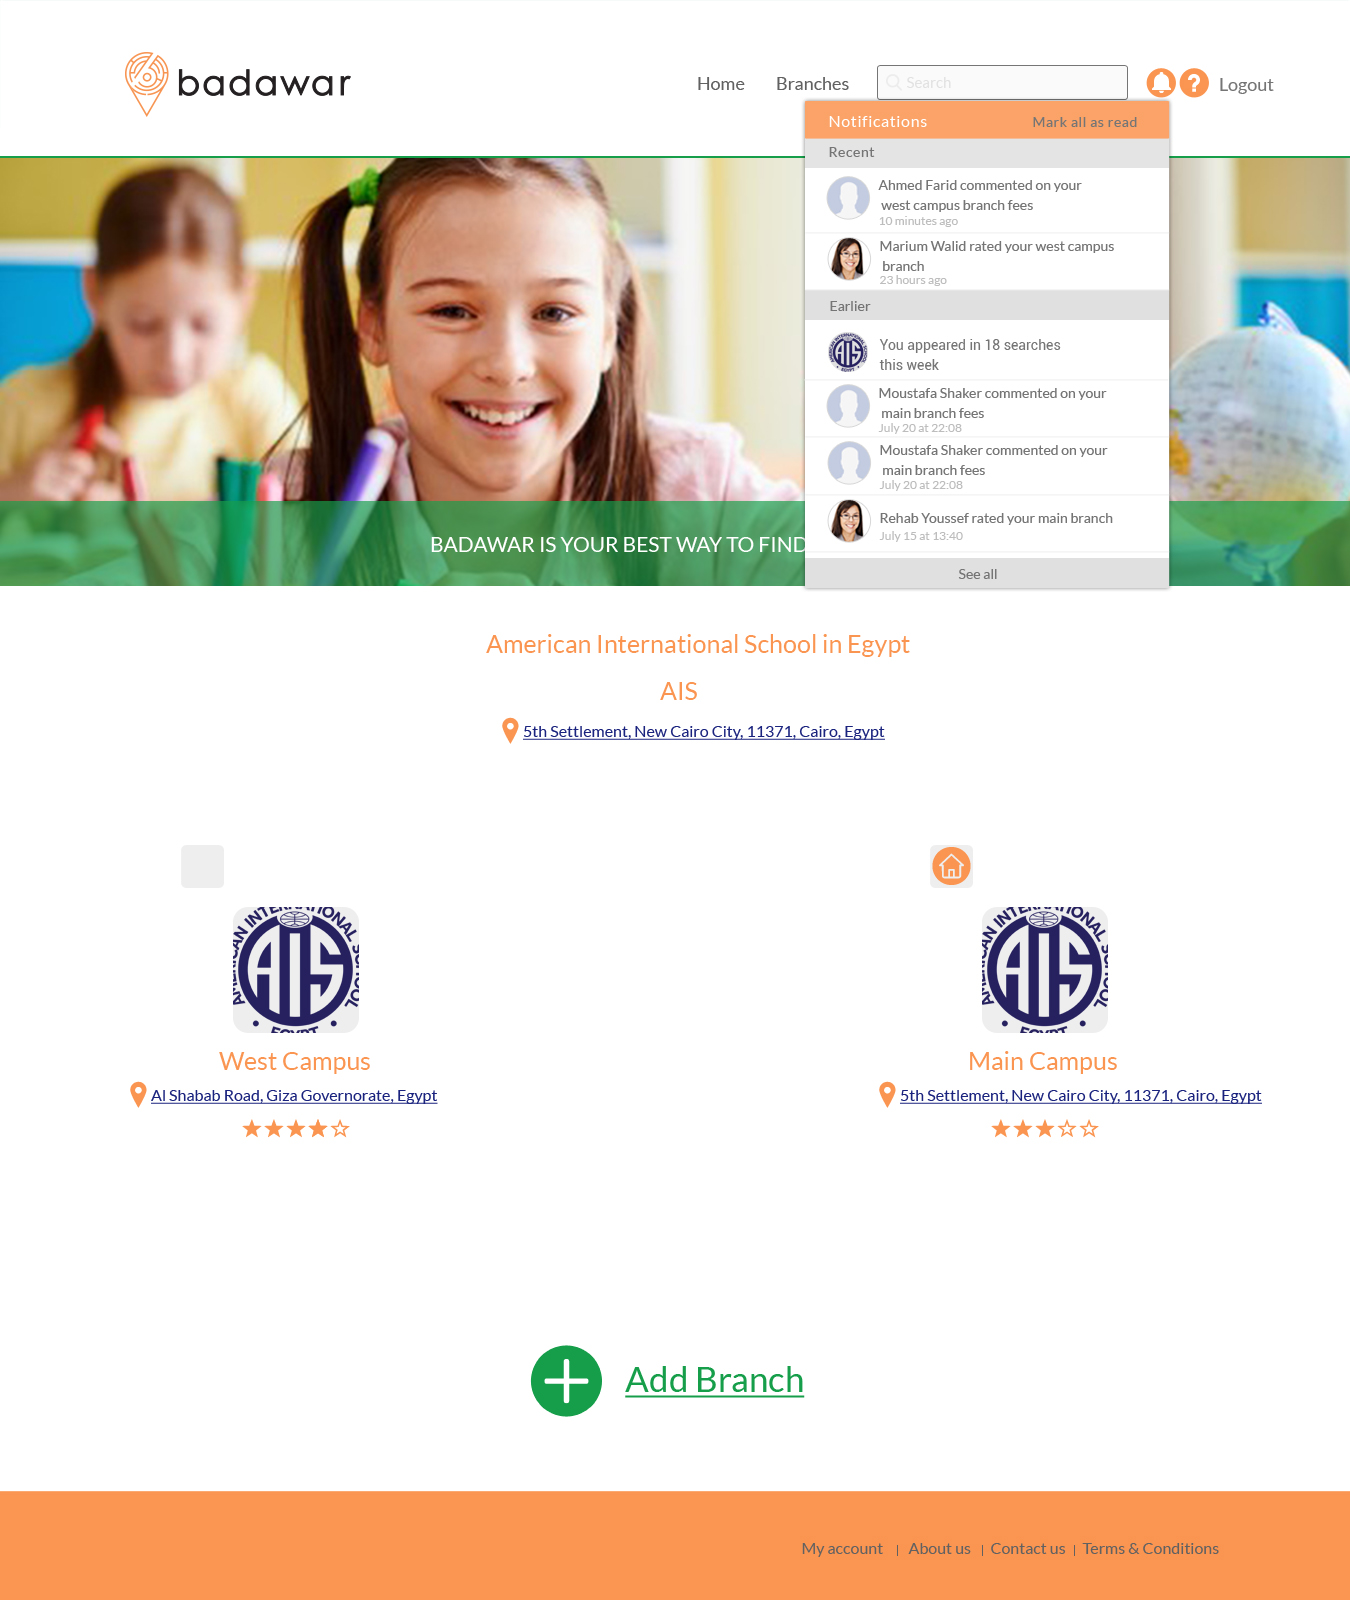 badawar
Home
Branches
Search
Logout
Notifications
Mark all as read
Recent
Ahmed Farid commented on your
west campus branch fees
10 minutes ago
Marium Walid rated your west campus
branch
23 hours ago
Earlier
You appeared in 18 searches
this week
Moustafa Shaker commented on your
main branch fees
July 20 at 22:08
Moustafa Shaker commented on your
main branch fees
July 20 at 22:08
Rehab Youssef rated your main branch
July 15 at 13:40
See all
BADAWAR IS YOUR BEST WAY TO FIND
American International School in Egypt
AIS
5th Settlement, New Cairo City, 11371, Cairo, Egypt
AIS
AIS
West Campus
Main Campus
Al Shabab Road, Giza Governorate, Egypt
5th Settlement, New Cairo City, 11371, Cairo, Egypt
Add Branch
My account | About us | Contact us | Terms & Conditions